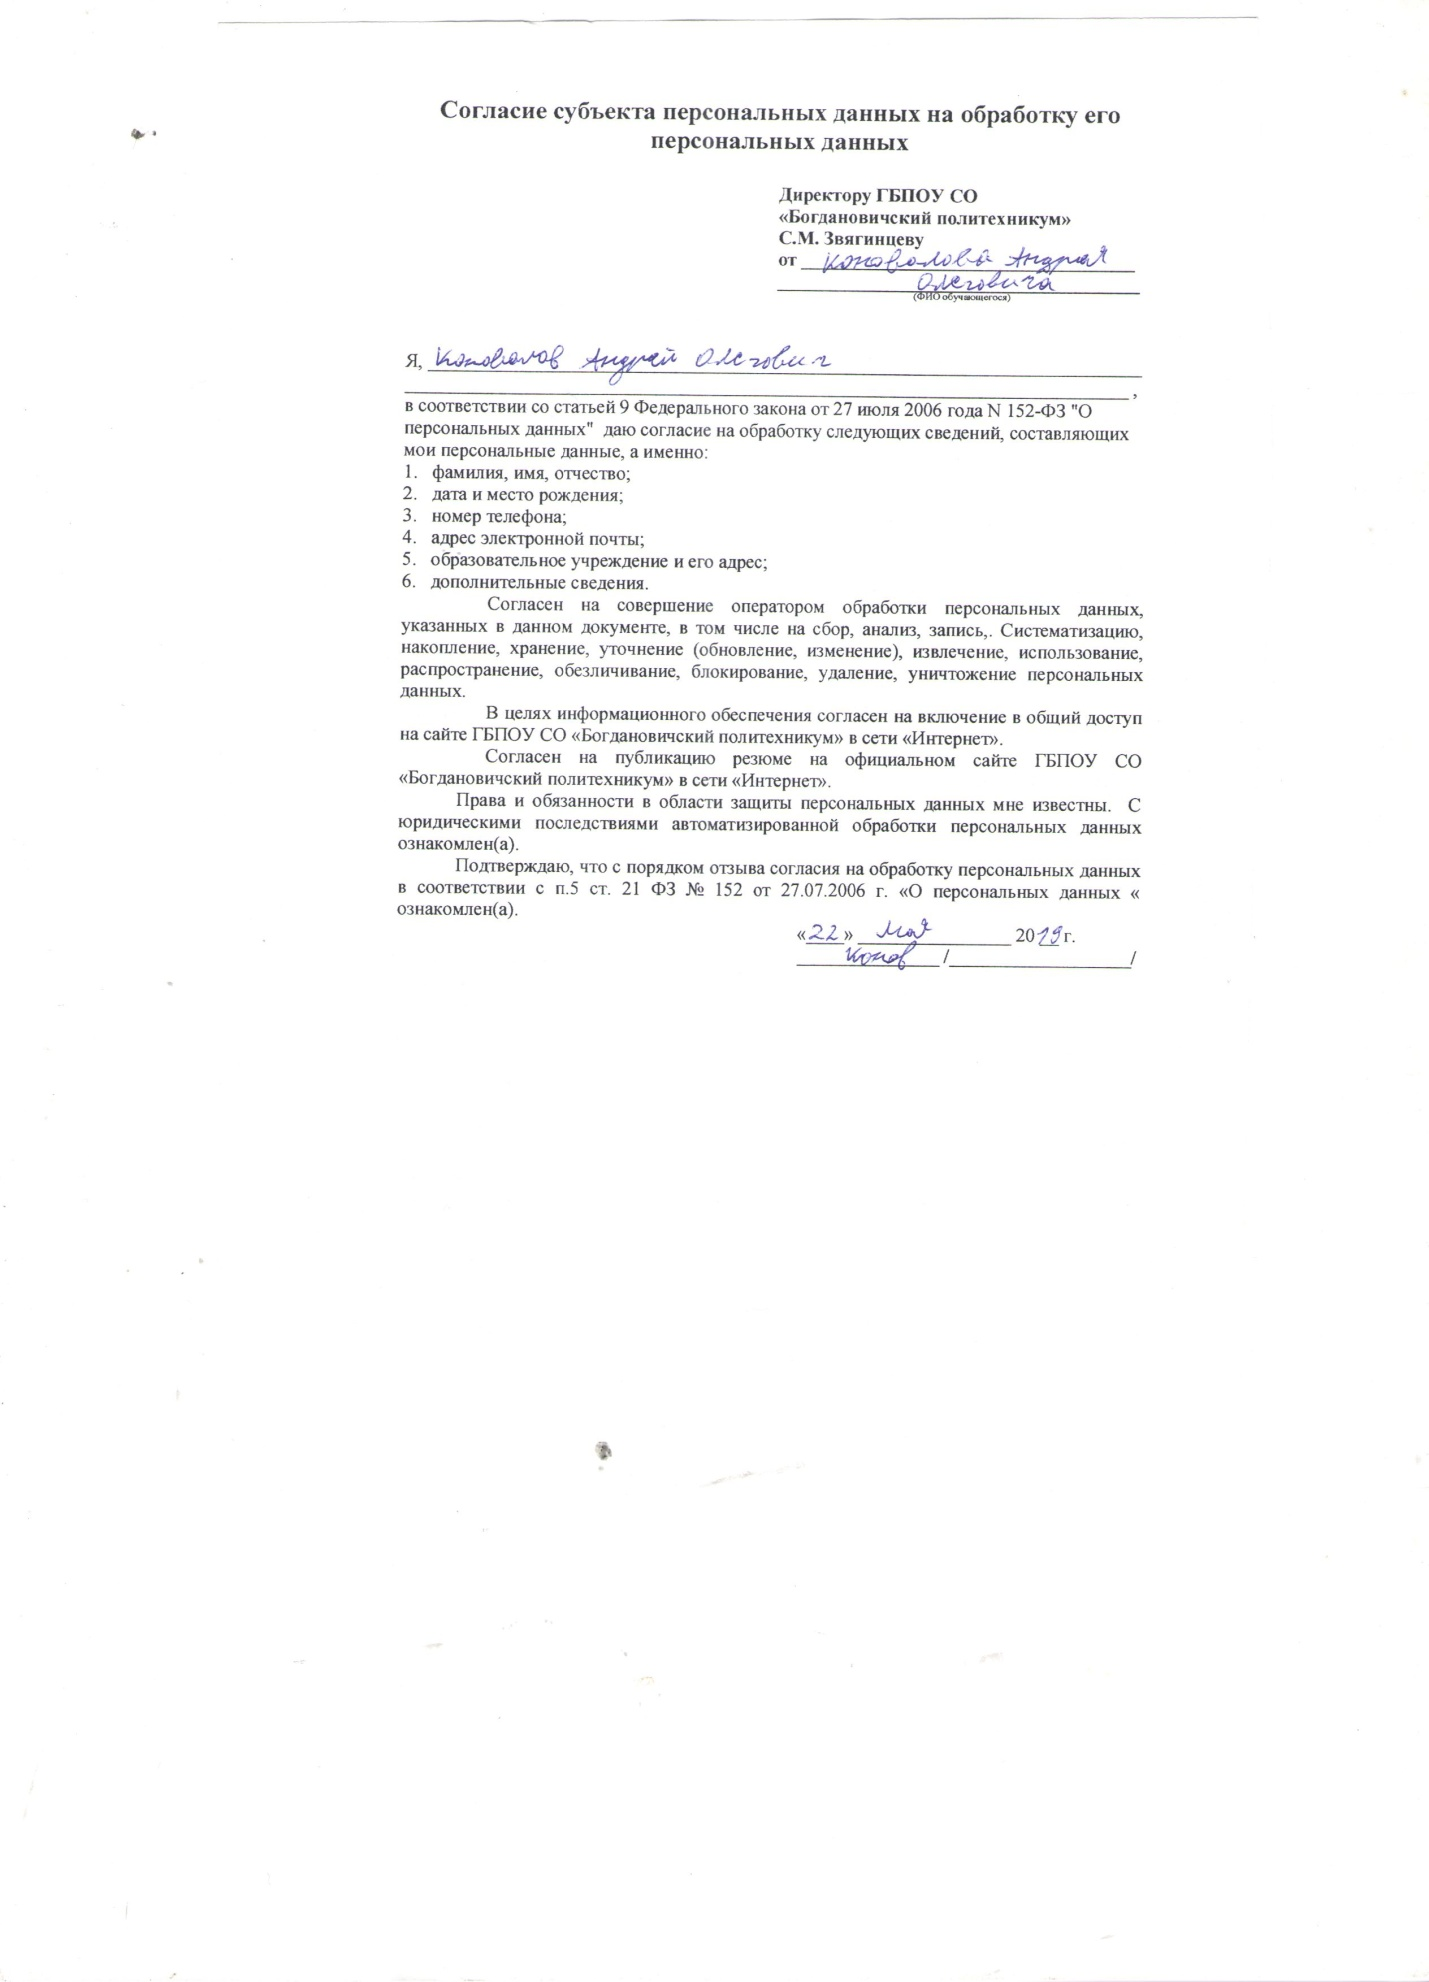 Согласие субъекта персональных данных на обработку его
персональных данных
Директору ГБПОУ СО
«Богдановичский политехникум»
С.М. Звягинцеву
от Коновалова Андрея
Олеговича
(ФИО обучающегося)
Я, Коновалов Андрей Олегович
,
в соответствии со статьей 9 Федерального закона от 27 июля 2006 года N 152-ФЗ "О
персональных данных" даю согласие на обработку следующих сведений, составляющих
мои персональные данные, а именно:
1. фамилия, имя, отчество;
2. дата и место рождения;
3. номер телефона;
4. адрес электронной почты;
5. образовательное учреждение и его адрес;
6. дополнительные сведения.
Согласен на совершение оператором обработки персональных данных,
указанных в данном документе, в том числе на сбор, анализ, запись,. Систематизацию,
накопление, хранение, уточнение (обновление, изменение), извлечение, использование,
распространение, обезличивание, блокирование, удаление, уничтожение персональных
данных.
В целях информационного обеспечения согласен на включение в общий доступ
на сайте ГБПОУ СО «Богдановичский политехникум» в сети «Интернет».
Согласен на публикацию резюме на официальном сайте ГБПОУ СО
«Богдановичский политехникум» в сети «Интернет».
Права и обязанности в области защиты персональных данных мне известны. С
юридическими последствиями автоматизированной обработки персональных данных
ознакомлен(а).
Подтверждаю, что с порядком отзыва согласия на обработку персональных данных
в соответствии с п.5 ст. 21 ФЗ № 152 от 27.07.2006 г. «О персональных данных «
ознакомлен(а).
«22» мая 2019г.
Конов / /